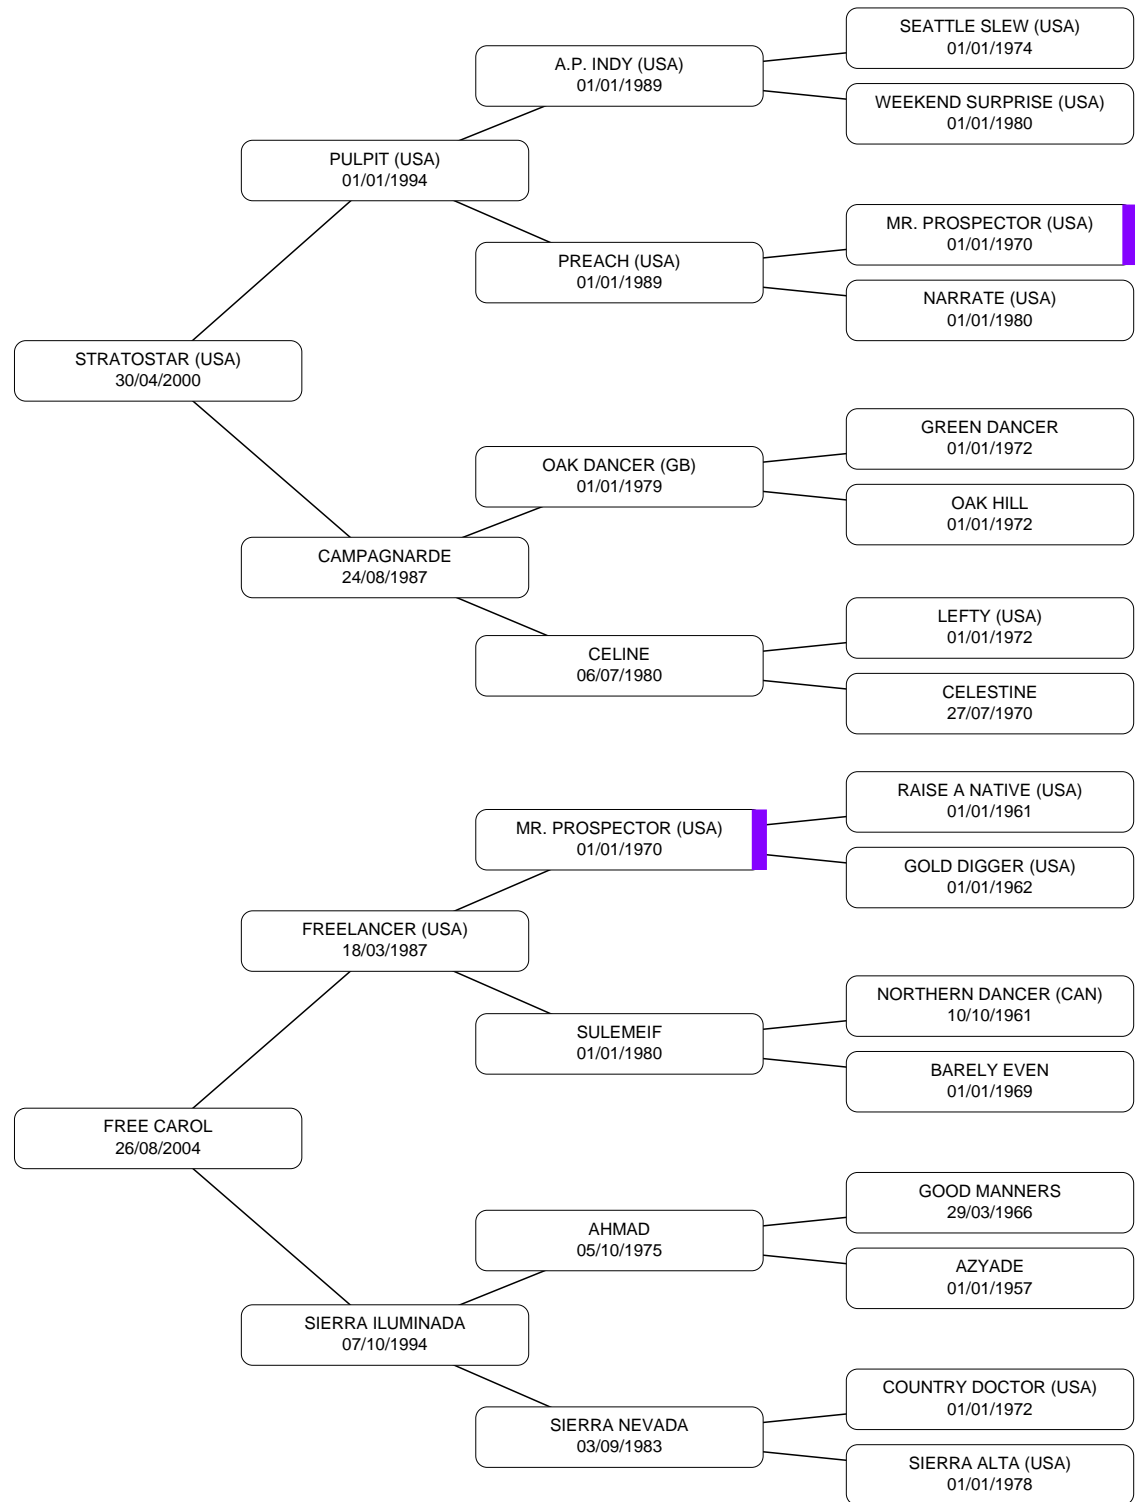 SEATTLE SLEW (USA)
01/01/1974
A.P. INDY (USA)
01/01/1989
WEEKEND SURPRISE (USA)
01/01/1980
PULPIT (USA)
01/01/1994
MR. PROSPECTOR (USA)
01/01/1970
PREACH (USA)
01/01/1989
NARRATE (USA)
01/01/1980
STRATOSTAR (USA)
30/04/2000
GREEN DANCER
01/01/1972
OAK DANCER (GB)
01/01/1979
OAK HILL
01/01/1972
CAMPAGNARDE
24/08/1987
LEFTY (USA)
01/01/1972
CELINE
06/07/1980
CELESTINE
27/07/1970
RAISE A NATIVE (USA)
01/01/1961
MR. PROSPECTOR (USA)
01/01/1970
GOLD DIGGER (USA)
01/01/1962
FREELANCER (USA)
18/03/1987
NORTHERN DANCER (CAN)
10/10/1961
SULEMEIF
01/01/1980
BARELY EVEN
01/01/1969
FREE CAROL
26/08/2004
GOOD MANNERS
29/03/1966
AHMAD
05/10/1975
AZYADE
01/01/1957
SIERRA ILUMINADA
07/10/1994
COUNTRY DOCTOR (USA)
01/01/1972
SIERRA NEVADA
03/09/1983
SIERRA ALTA (USA)
01/01/1978